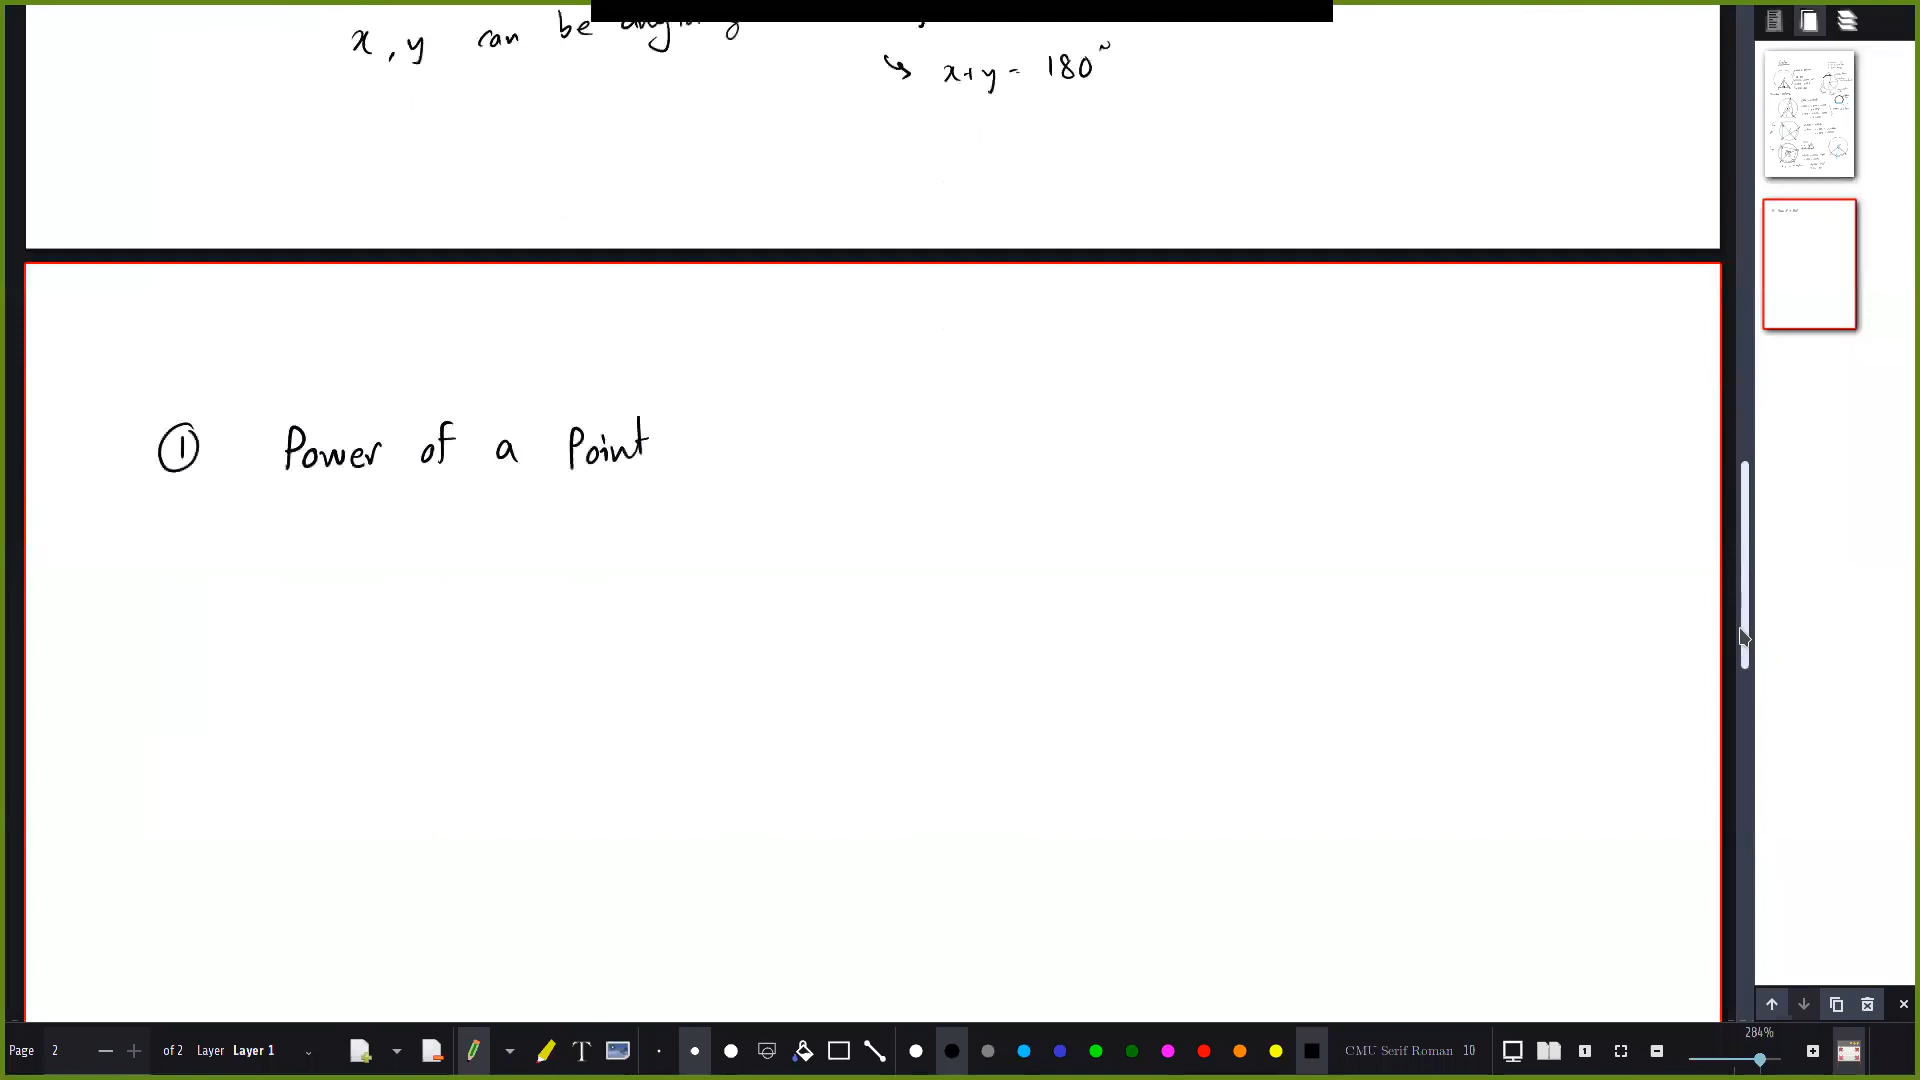 x, y can be
↳ x+y = 180°
① Power of a Point
284%
Page 2 of 2 Layer Layer 1
T
CMU Serif Roman 10
1